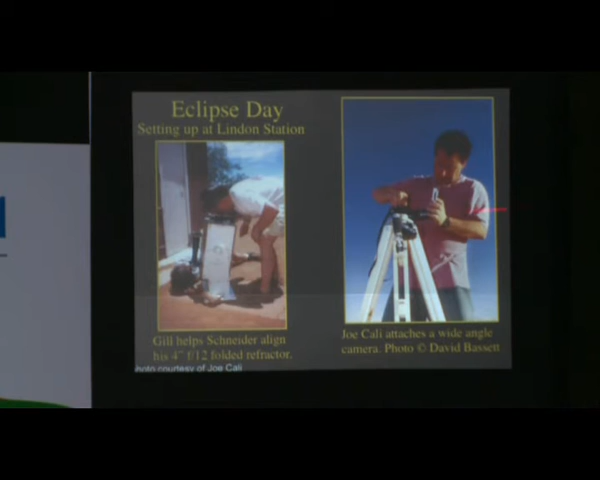 Eclipse Day
Setting up at Lindon Station
Gill helps Schneider align
his 4" f/12 folded refractor.
Photo courtesy of Joe Cali
Joe Cali attaches a wide angle
camera. Photo © David Bassett